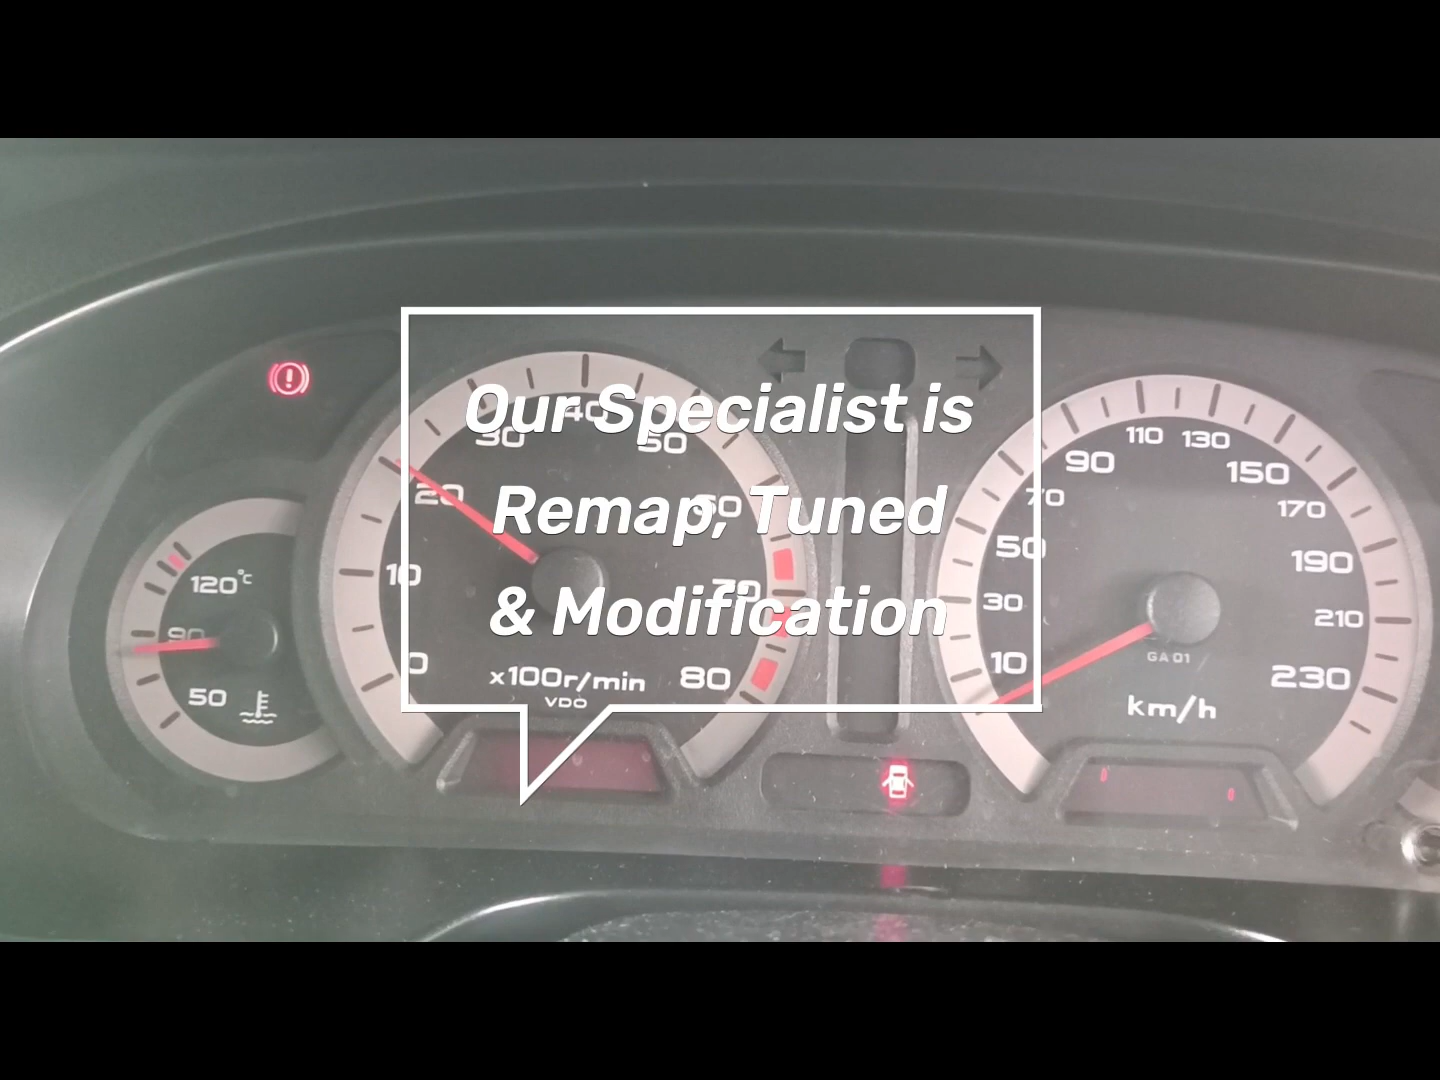 Our Specialist is
Remap, Tuned
& Modification
120°c
90
50
0
10
20
30
40
50
60
70
80
x100r/min
VDO
10
30
50
70
90
110
130
150
170
190
210
230
GA 01
km/h